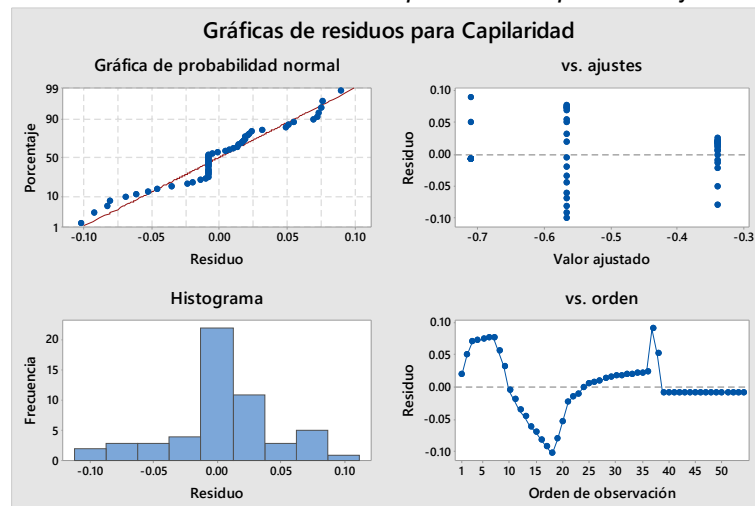 Gráficas de residuos para Capilaridad
Gráfica de probabilidad normal
99
90
50
10
1
Porcentaje
-0.10 -0.05 0.00 0.05 0.10
Residuo
vs. ajustes
0.10
0.05
0.00
-0.05
-0.10
Residuo
-0.7 -0.6 -0.5 -0.4 -0.3
Valor ajustado
Histograma
20
15
10
5
0
Frecuencia
-0.10 -0.05 0.00 0.05 0.10
Residuo
vs. orden
0.10
0.05
0.00
-0.05
-0.10
Residuo
1 5 10 15 20 25 30 35 40 45 50
Orden de observación